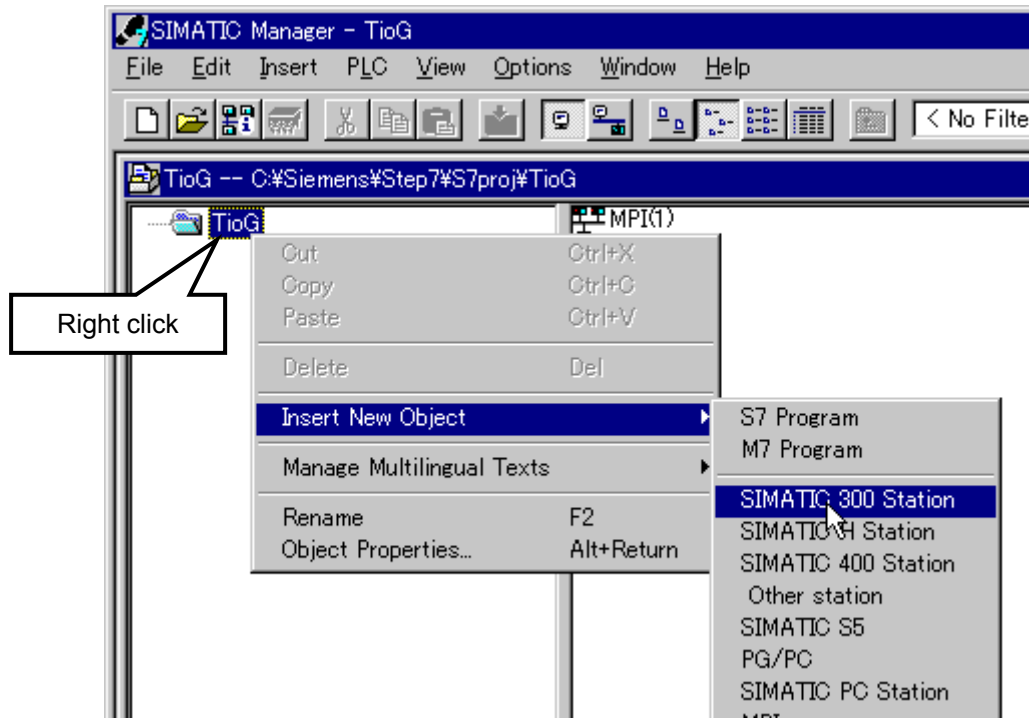 SIMATIC Manager - TioG
File Edit Insert PLC View Options Window Help
< No Filte
TioG -- C:¥Siemens¥Step7¥S7proj¥TioG
TioG
MPI(1)
Cut Ctrl+X
Copy Ctrl+C
Paste Ctrl+V
Right click
Delete Del
Insert New Object
S7 Program
M7 Program
Manage Multilingual Texts
SIMATIC 300 Station
Rename F2
SIMATIC H Station
Object Properties... Alt+Return
SIMATIC 400 Station
Other station
SIMATIC S5
PG/PC
SIMATIC PC Station
MPI